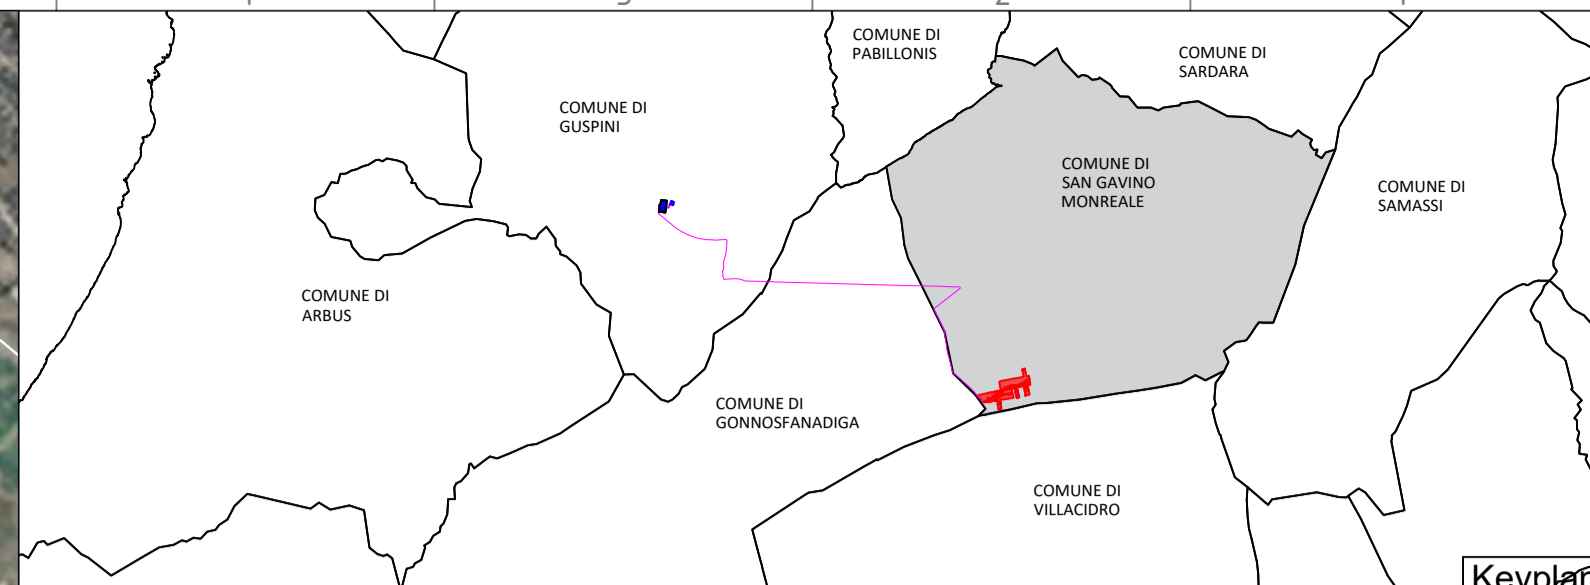 COMUNE DI
PABILLONIS
COMUNE DI
SARDARA
COMUNE DI
GUSPINI
COMUNE DI
SAN GAVINO
MONREALE
COMUNE DI
SAMASSI
COMUNE DI
ARBUS
COMUNE DI
GONNOSFANADIGA
COMUNE DI
VILLACIDRO
Keyplan